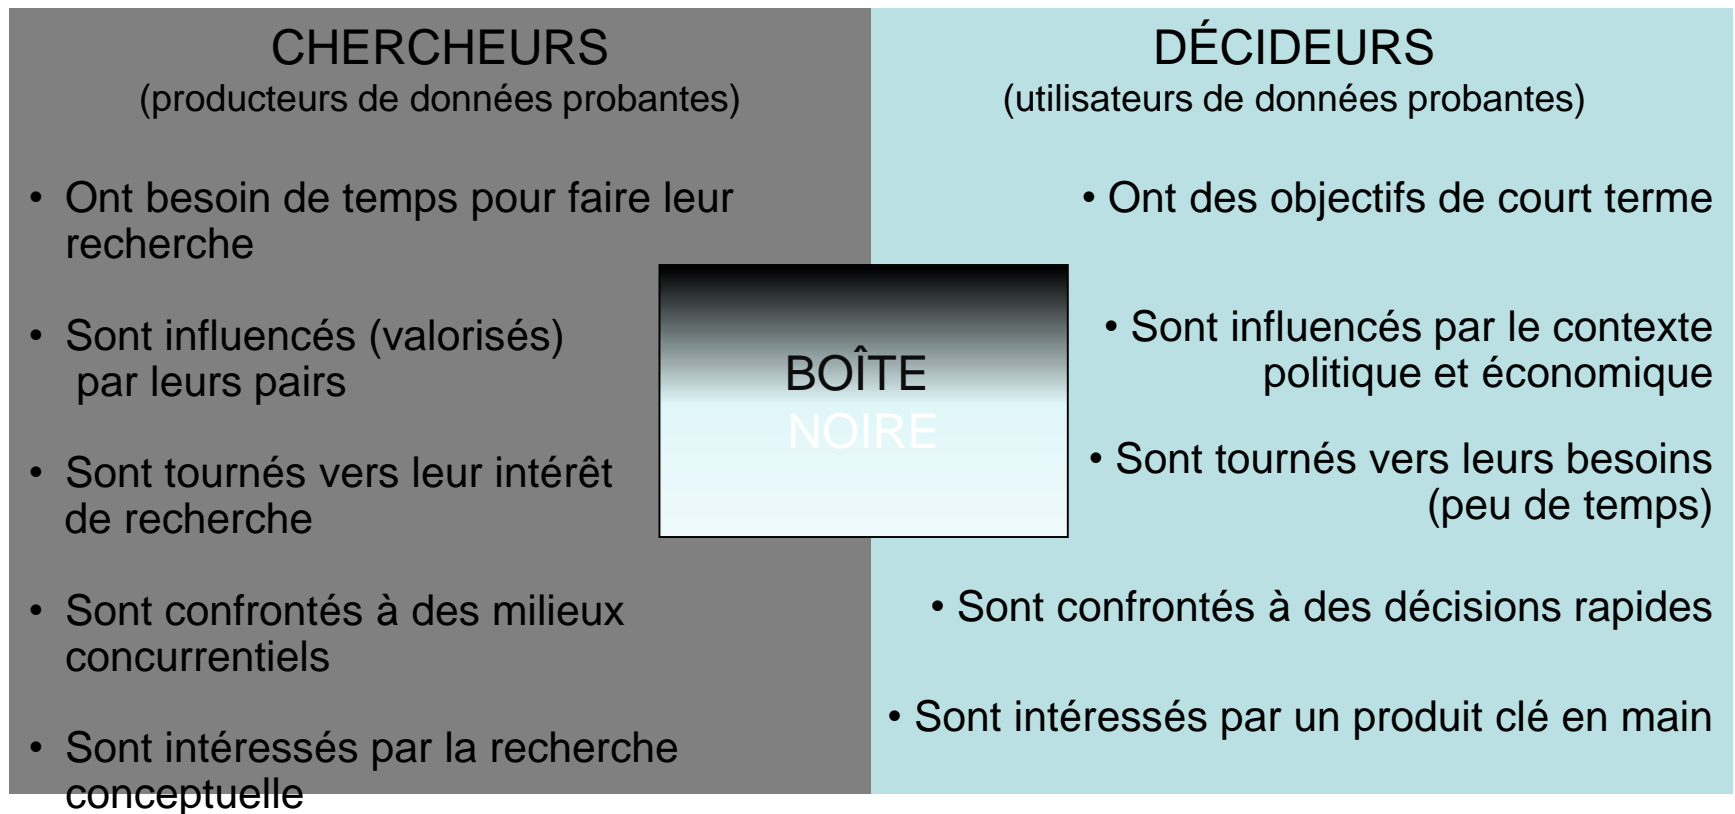 CHERCHEURS
(producteurs de données probantes)
• Ont besoin de temps pour faire leur
recherche
• Sont influencés (valorisés)
par leurs pairs
• Sont tournés vers leur intérêt
de recherche
• Sont confrontés à des milieux
concurrentiels
• Sont intéressés par la recherche
conceptuelle
BOÎTE
NOIRE
DÉCIDEURS
(utilisateurs de données probantes)
• Ont des objectifs de court terme
• Sont influencés par le contexte
politique et économique
• Sont tournés vers leurs besoins
(peu de temps)
• Sont confrontés à des décisions rapides
• Sont intéressés par un produit clé en main